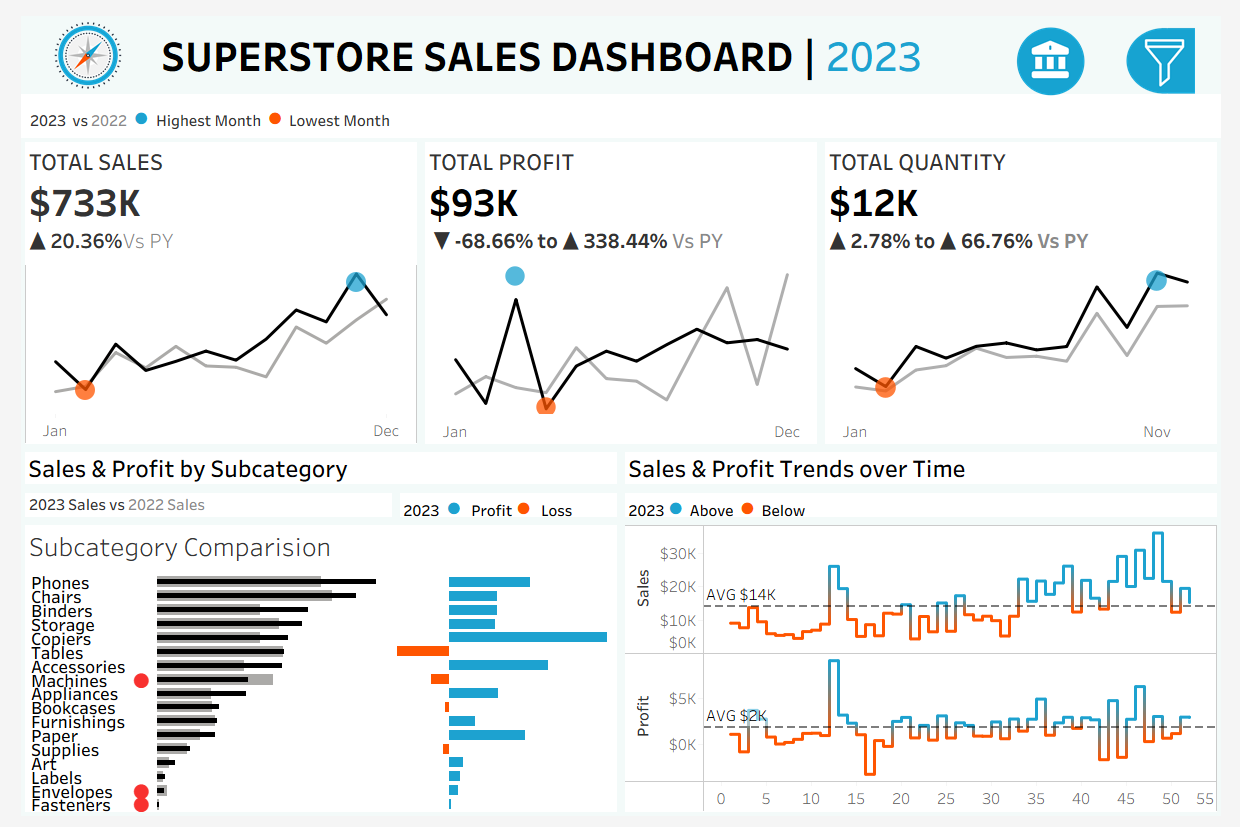 SUPERSTORE SALES DASHBOARD | 2023
2023 vs 2022 Highest Month Lowest Month
TOTAL SALES
$733K
▲ 20.36% Vs PY
Jan Dec
TOTAL PROFIT
$93K
▼ -68.66% to ▲ 338.44% Vs PY
Jan Dec
TOTAL QUANTITY
$12K
▲ 2.78% to ▲ 66.76% Vs PY
Jan Nov
Sales & Profit by Subcategory
2023 Sales vs 2022 Sales
2023 Profit Loss
Subcategory Comparision
Phones
Chairs
Binders
Storage
Copiers
Tables
Accessories
Machines
Appliances
Bookcases
Furnishings
Paper
Supplies
Art
Labels
Envelopes
Fasteners
Sales & Profit Trends over Time
2023 Above Below
Sales
$30K
$20K
$10K
$0K
AVG $14K
Profit
$5K
$0K
AVG $2K
0 5 10 15 20 25 30 35 40 45 50 55